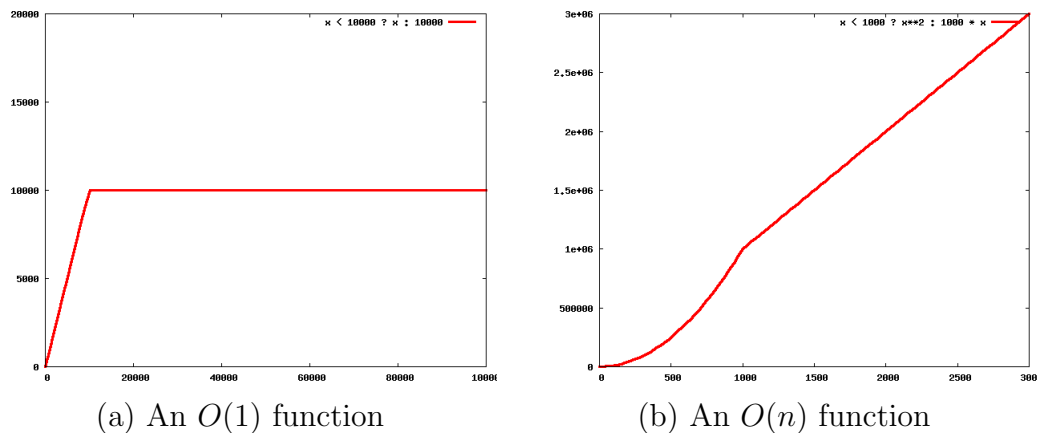 x < 10000 ? x : 10000
20000
15000
10000
5000
0
0
20000
40000
60000
80000
10000
(a) An O(1) function
x < 1000 ? x**2 : 1000 * x
3e+06
2.5e+06
2e+06
1.5e+06
1e+06
500000
0
0
500
1000
1500
2000
2500
300
(b) An O(n) function